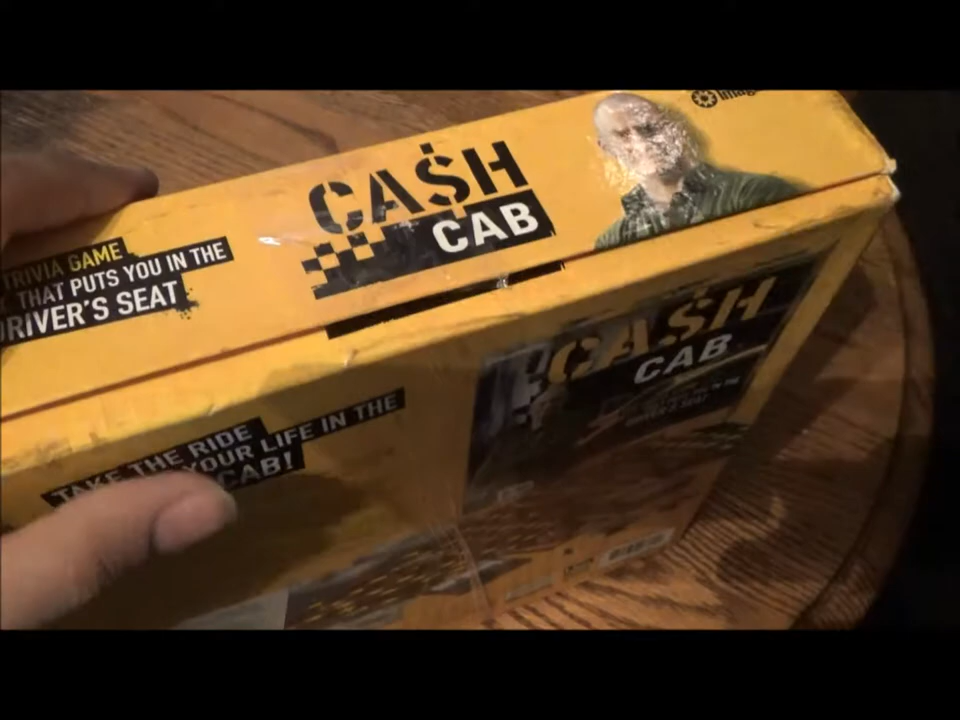 TRIVIA GAME
THAT PUTS YOU IN THE
DRIVER'S SEAT
CA$H
CAB
CA$H
CAB
TAKE THE RIDE
YOUR LIFE IN THE
CAB!